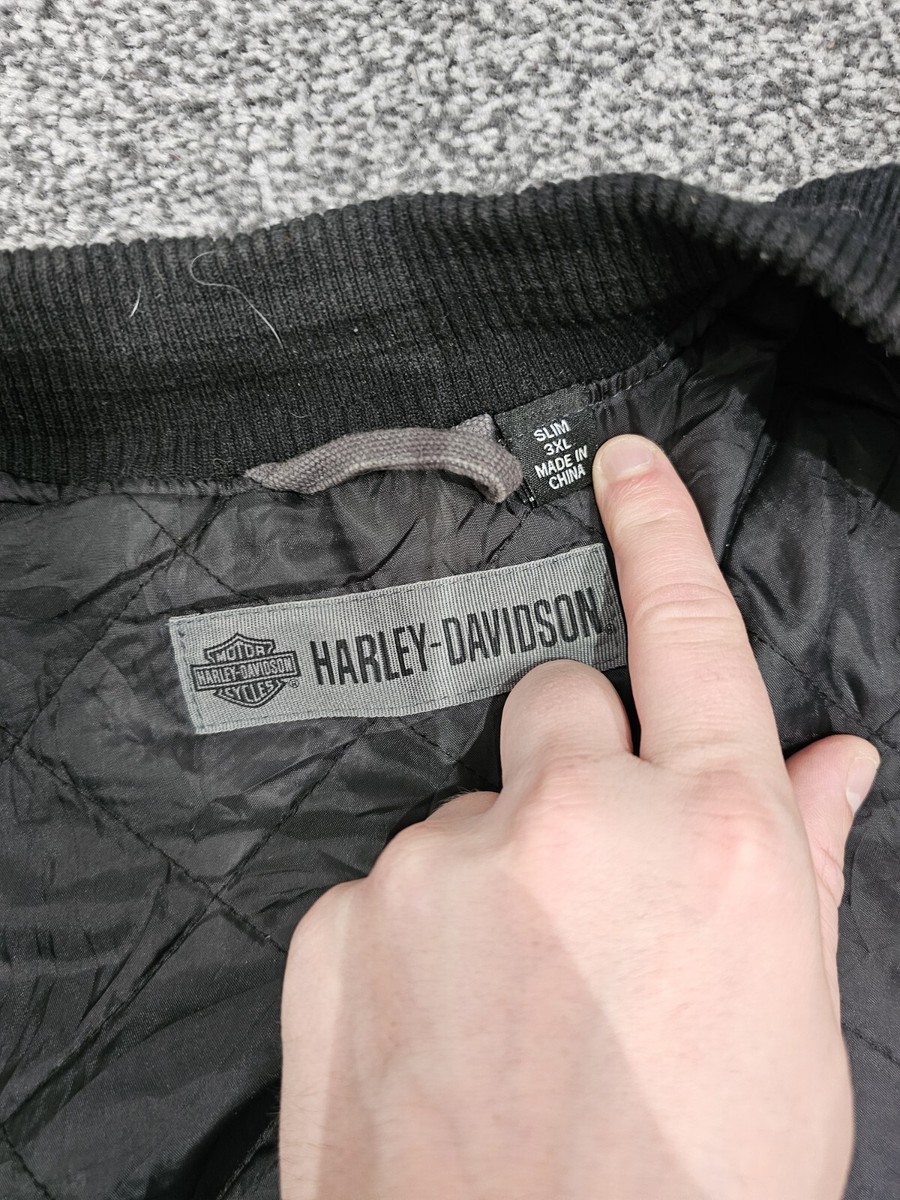 SLIM
3XL
MADE IN
CHINA
MOTOR
HARLEY-DAVIDSON
CYCLES
®
HARLEY-DAVIDSON